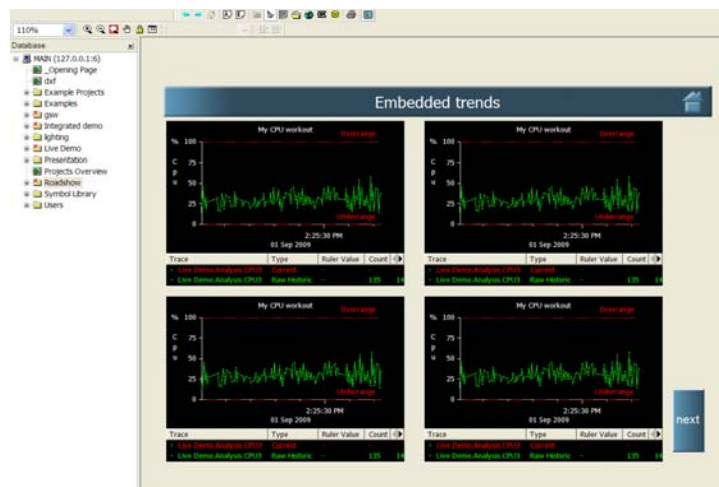 110%
Database
MAIN (127.0.0.1:6)
_Opening Page
dxf
Example Projects
Examples
gsw
Integrated demo
lighting
Live Demo
Presentation
Projects Overview
Roadshow
Symbol Library
Users
Embedded trends
My CPU workout
Overrange
% 100
75
50
25
0
Cpu
Underrange
2:25:30 PM
01 Sep 2009
Trace Type Ruler Value Count
Live Demo.Analysis.CPU3 Current
Live Demo.Analysis.CPU3 Raw Historic - 135
My CPU workout
Overrange
% 100
75
50
25
0
Cpu
Underrange
2:25:30 PM
01 Sep 2009
Trace Type Ruler Value Count
Live Demo.Analysis.CPU3 Current
Live Demo.Analysis.CPU3 Raw Historic - 135
My CPU workout
Overrange
% 100
75
50
25
0
Cpu
Underrange
2:25:30 PM
01 Sep 2009
Trace Type Ruler Value Count
Live Demo.Analysis.CPU3 Current
Live Demo.Analysis.CPU3 Raw Historic - 135
My CPU workout
Overrange
% 100
75
50
25
0
Cpu
Underrange
2:25:30 PM
01 Sep 2009
Trace Type Ruler Value Count
Live Demo.Analysis.CPU3 Current
Live Demo.Analysis.CPU3 Raw Historic - 135
next